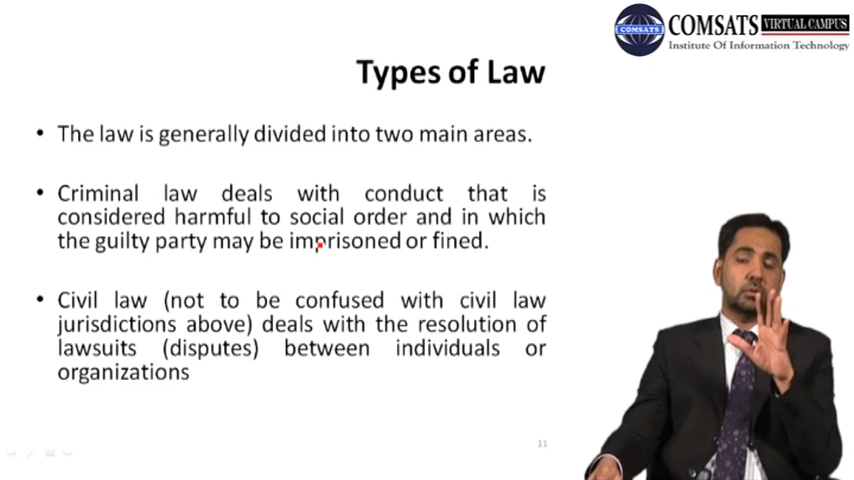 COMSATS VIRTUAL CAMPUS
COMSATS
Institute Of Information Technology
Types of Law
• The law is generally divided into two main areas.
• Criminal law deals with conduct that is
considered harmful to social order and in which
the guilty party may be imprisoned or fined.
• Civil law (not to be confused with civil law
jurisdictions above) deals with the resolution of
lawsuits (disputes) between individuals or
organizations
11